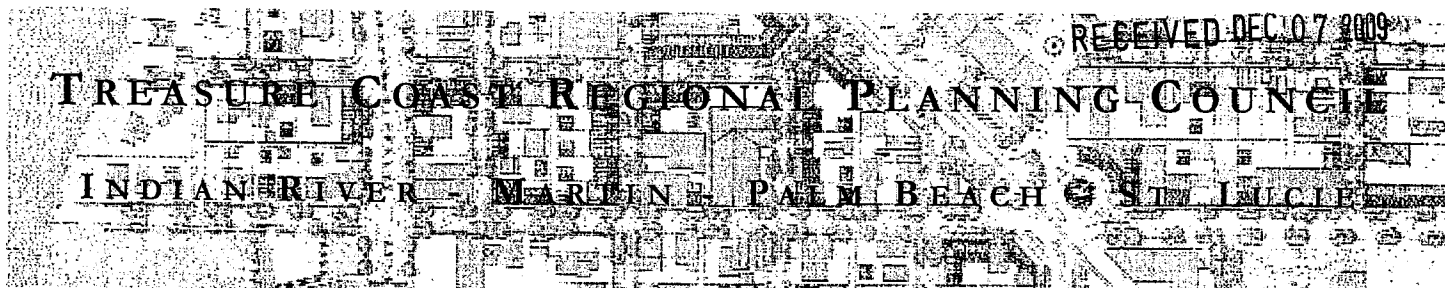 RECEIVED DEC 07 2009
TREASURE COAST REGIONAL PLANNING COUNCIL
INDIAN RIVER - MARTIN - PALM BEACH - ST. LUCIE